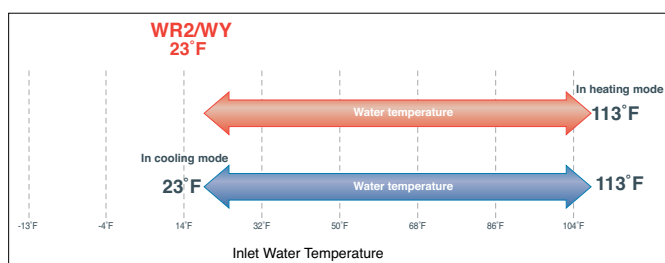 WR2/WY
23°F
In heating mode
Water temperature
113°F
In cooling mode
23°F
Water temperature
113°F
-13°F -4°F 14°F 32°F 50°F 68°F 86°F 104°F
Inlet Water Temperature